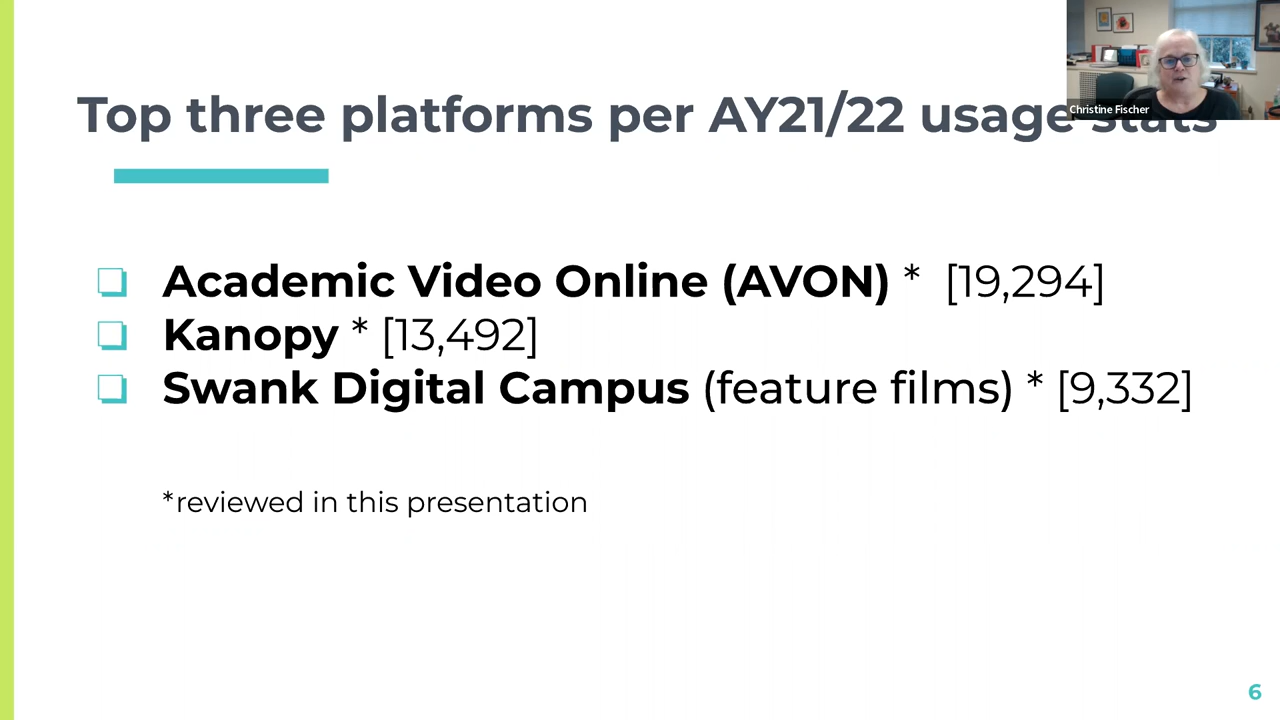 Top three platforms per AY21/22 usage stats
Christine Fischer
❏ Academic Video Online (AVON) * [19,294]
❏ Kanopy * [13,492]
❏ Swank Digital Campus (feature films) * [9,332]
*reviewed in this presentation
6